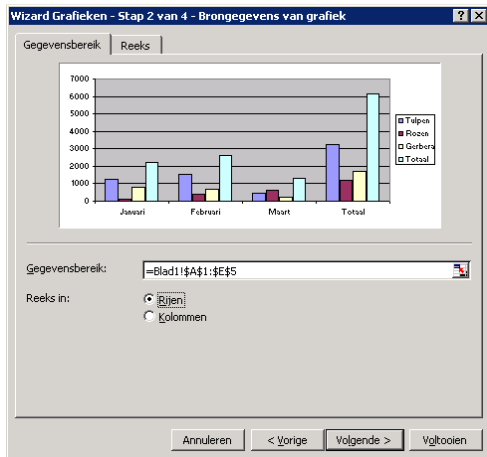 Wizard Grafieken - Stap 2 van 4 - Brongegevens van grafiek
Gegevensbereik Reeks
7000
6000
5000
4000
3000
2000
1000
0
Januari Februari Maart Totaal
Tulpen
Rozen
Gerbera
Totaal
Gegevensbereik: =Blad1!$A$1:$E$5
Reeks in: Rijen
Kolommen
Annuleren < Vorige Volgende > Voltooien